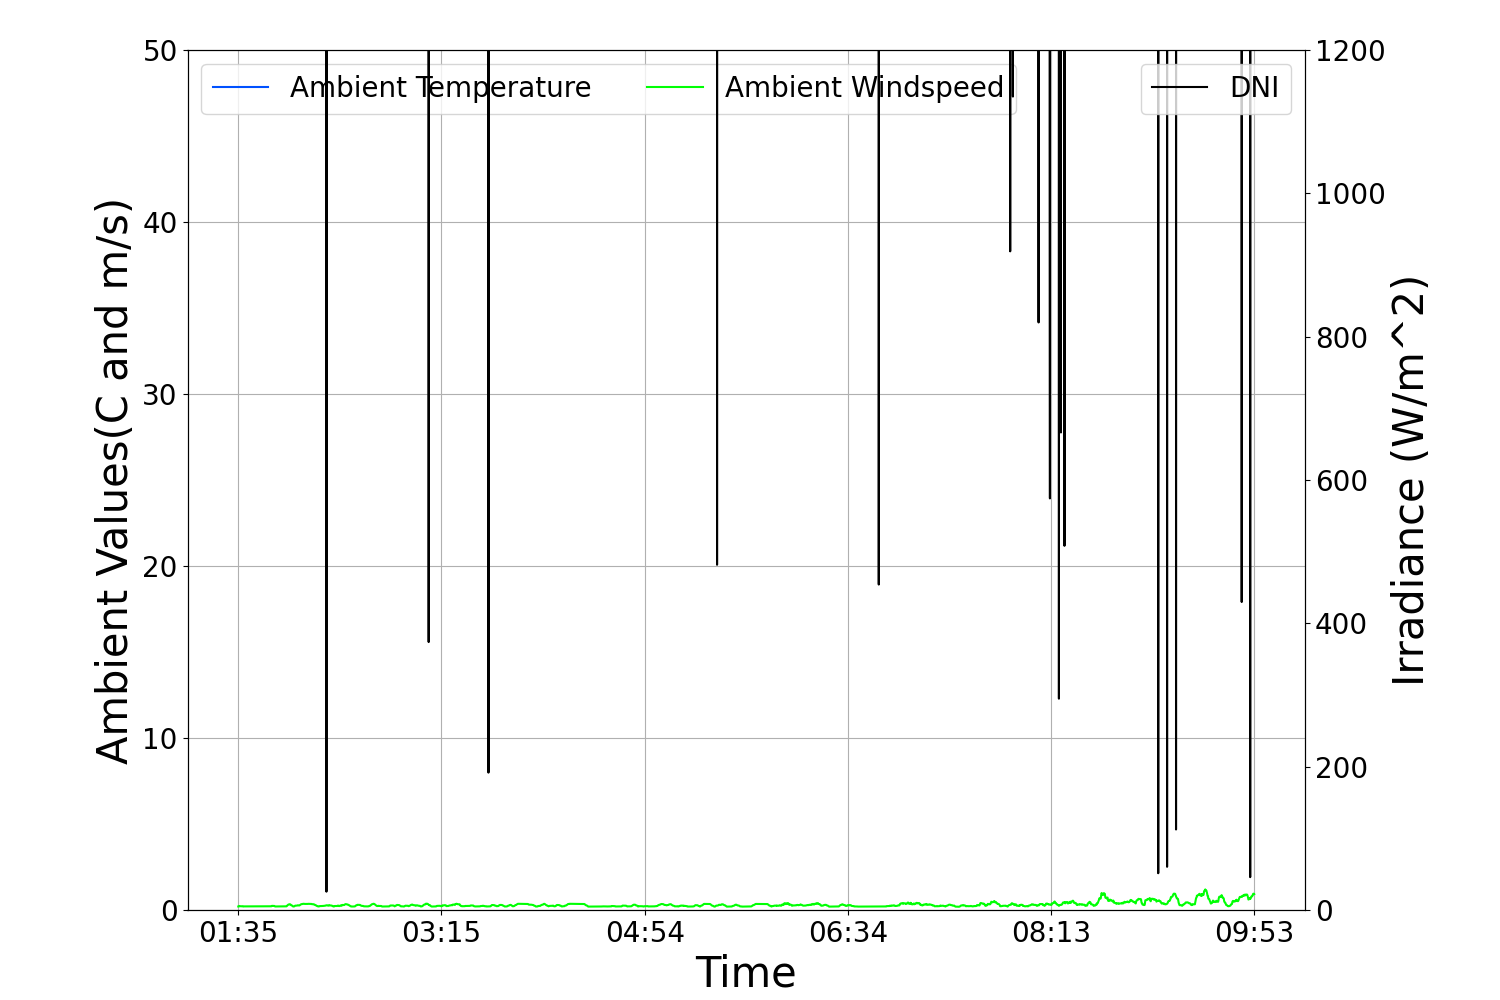 Ambient Temperature
Ambient Windspeed
DNI
Ambient Values(C and m/s)
50
40
30
20
10
0
1200
1000
800
600
400
200
0
Irradiance (W/m^2)
01:35 03:15 04:54 06:34 08:13 09:53
Time